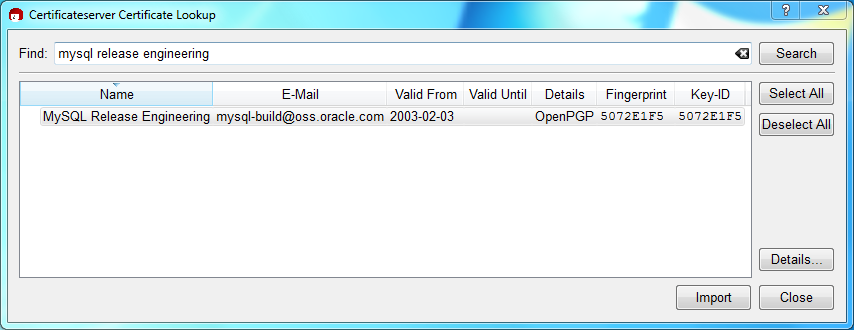 Certificateserver Certificate Lookup
Find: mysql release engineering Search
Name E-Mail Valid From Valid Until Details Fingerprint Key-ID Select All
MySQL Release Engineering mysql-build@oss.oracle.com 2003-02-03 OpenPGP 5072E1F5 5072E1F5 Deselect All
Details...
Import Close